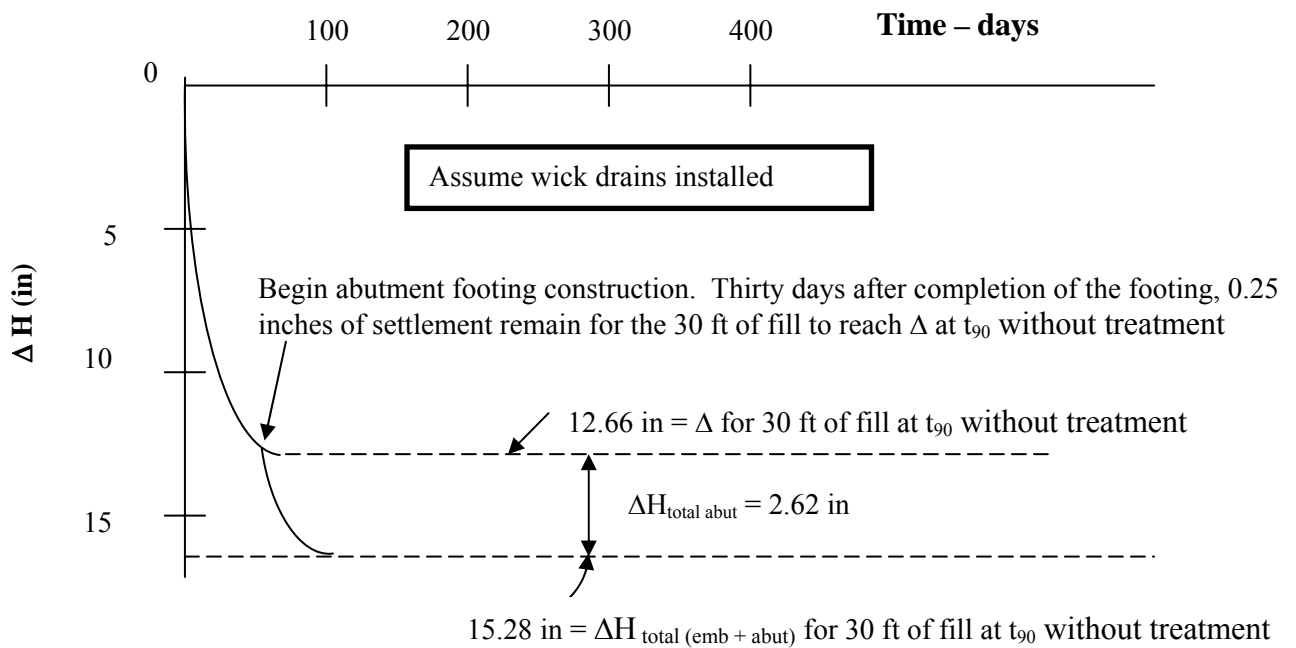 100 200 300 400 Time – days
0
Assume wick drains installed
5
Begin abutment footing construction. Thirty days after completion of the footing, 0.25
inches of settlement remain for the 30 ft of fill to reach Δ at t90 without treatment
Δ H (in)
10
12.66 in = Δ for 30 ft of fill at t90 without treatment
ΔHtotal abut = 2.62 in
15
15.28 in = ΔH total (emb + abut) for 30 ft of fill at t90 without treatment